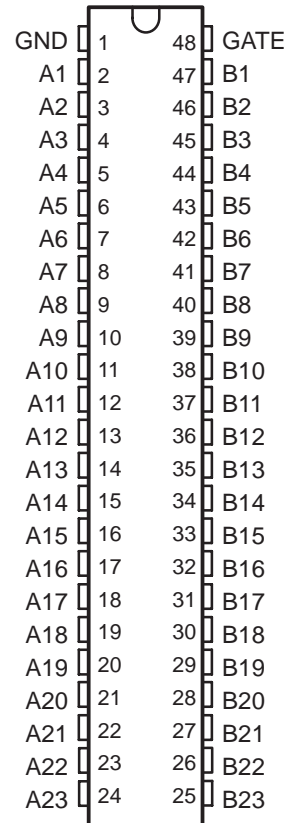 GND 1 48 GATE
A1 2 47 B1
A2 3 46 B2
A3 4 45 B3
A4 5 44 B4
A5 6 43 B5
A6 7 42 B6
A7 8 41 B7
A8 9 40 B8
A9 10 39 B9
A10 11 38 B10
A11 12 37 B11
A12 13 36 B12
A13 14 35 B13
A14 15 34 B14
A15 16 33 B15
A16 17 32 B16
A17 18 31 B17
A18 19 30 B18
A19 20 29 B19
A20 21 28 B20
A21 22 27 B21
A22 23 26 B22
A23 24 25 B23